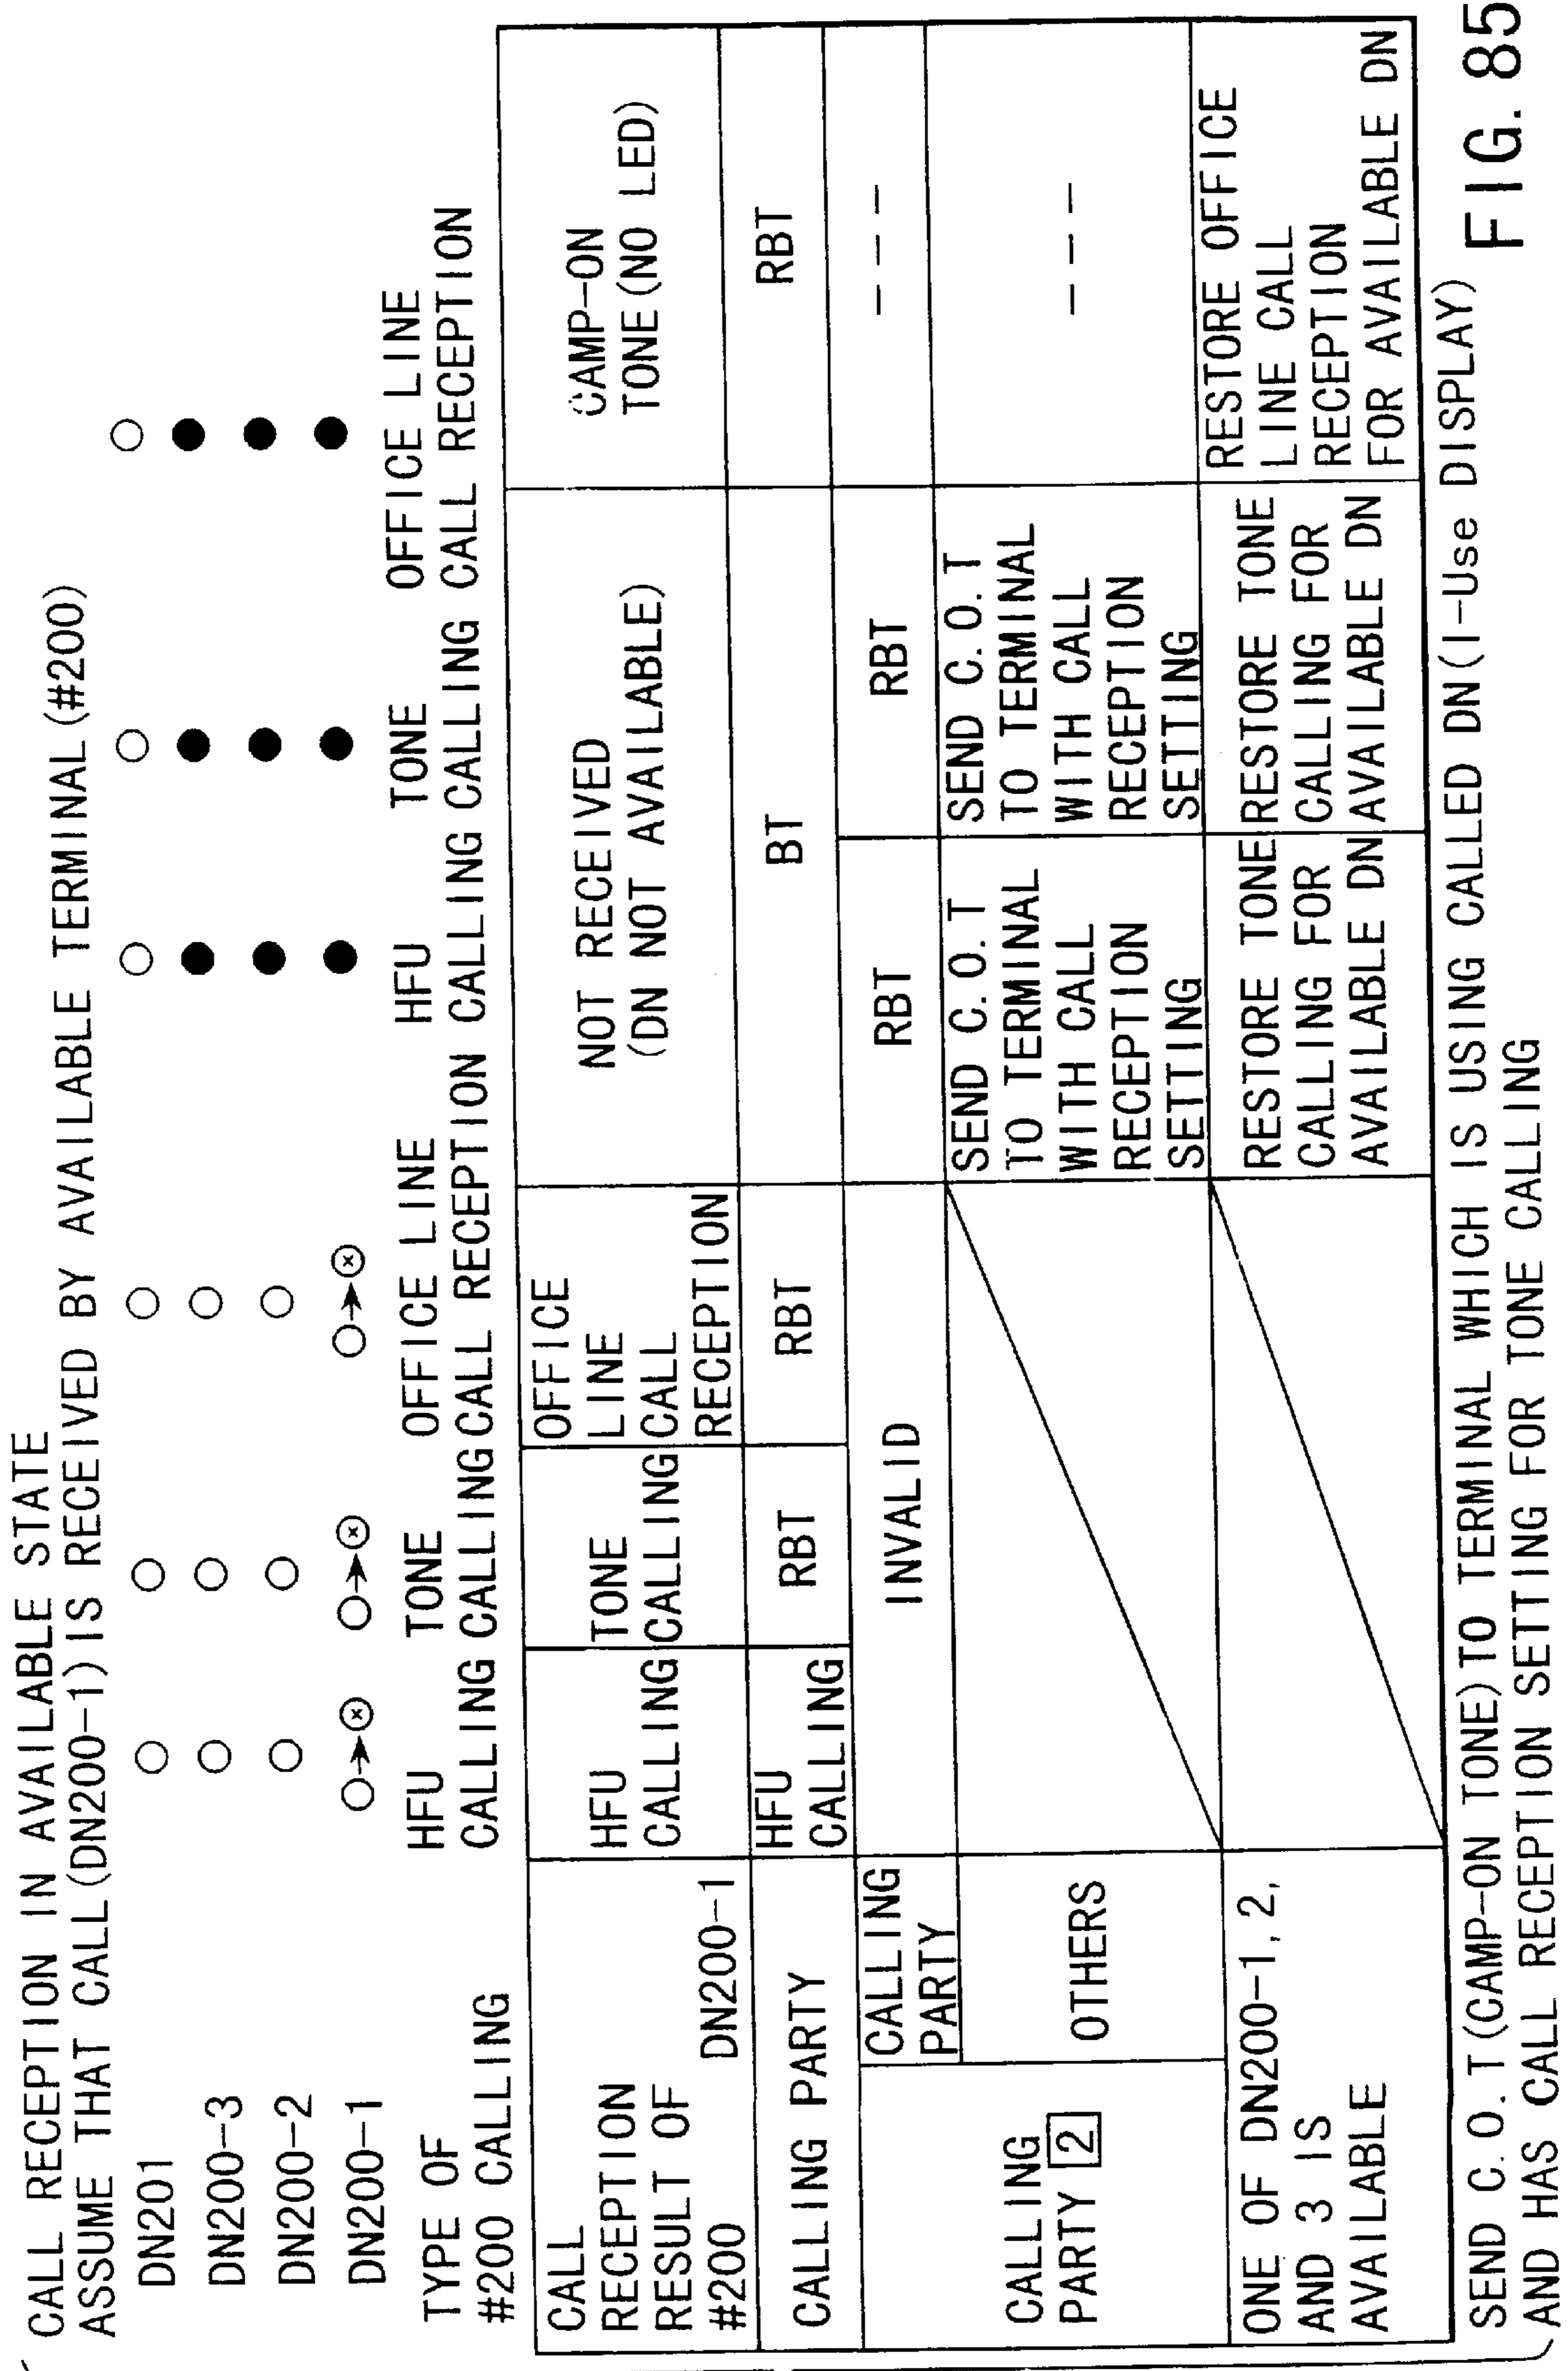 CALL RECEPTION IN AVAILABLE STATE
ASSUME THAT CALL(DN200-1)IS RECEIVED BY AVAILABLE TERMINAL(#200)
DN201
DN200-3
DN200-2
DN200-1
TYPE OF
#200 CALLING
HFU
CALLING
TONE
CALLING
OFFICE LINE
CALL RECEPTION
HFU
CALLING
TONE
CALLING
OFFICE LINE
CALL RECEPTION
CALL
RECEPTION
RESULT OF
#200
DN200-1
HFU
CALLING
TONE
CALLING
OFFICE
LINE
CALL
RECEPTION
NOT RECEIVED
(DN NOT AVAILABLE)
CAMP-ON
TONE(NO LED)
CALLING PARTY
HFU
CALLING
RBT
RBT
BT
RBT
CALLING
PARTY 2
CALLING
PARTY
INVALID
RBT
RBT
---
OTHERS
SEND C.O.T
TO TERMINAL
WITH CALL
RECEPTION
SETTING
SEND C.O.T
TO TERMINAL
WITH CALL
RECEPTION
SETTING
---
ONE OF DN200-1,2,
AND 3 IS
AVAILABLE
RESTORE TONE
CALLING FOR
AVAILABLE DN
RESTORE TONE
CALLING FOR
AVAILABLE DN
RESTORE OFFICE
LINE CALL
RECEPTION
FOR AVAILABLE DN
SEND C.O.T(CAMP-ON TONE)TO TERMINAL WHICH IS USING CALLED DN(I-Use DISPLAY)
AND HAS CALL RECEPTION SETTING FOR TONE CALLING
FIG. 85